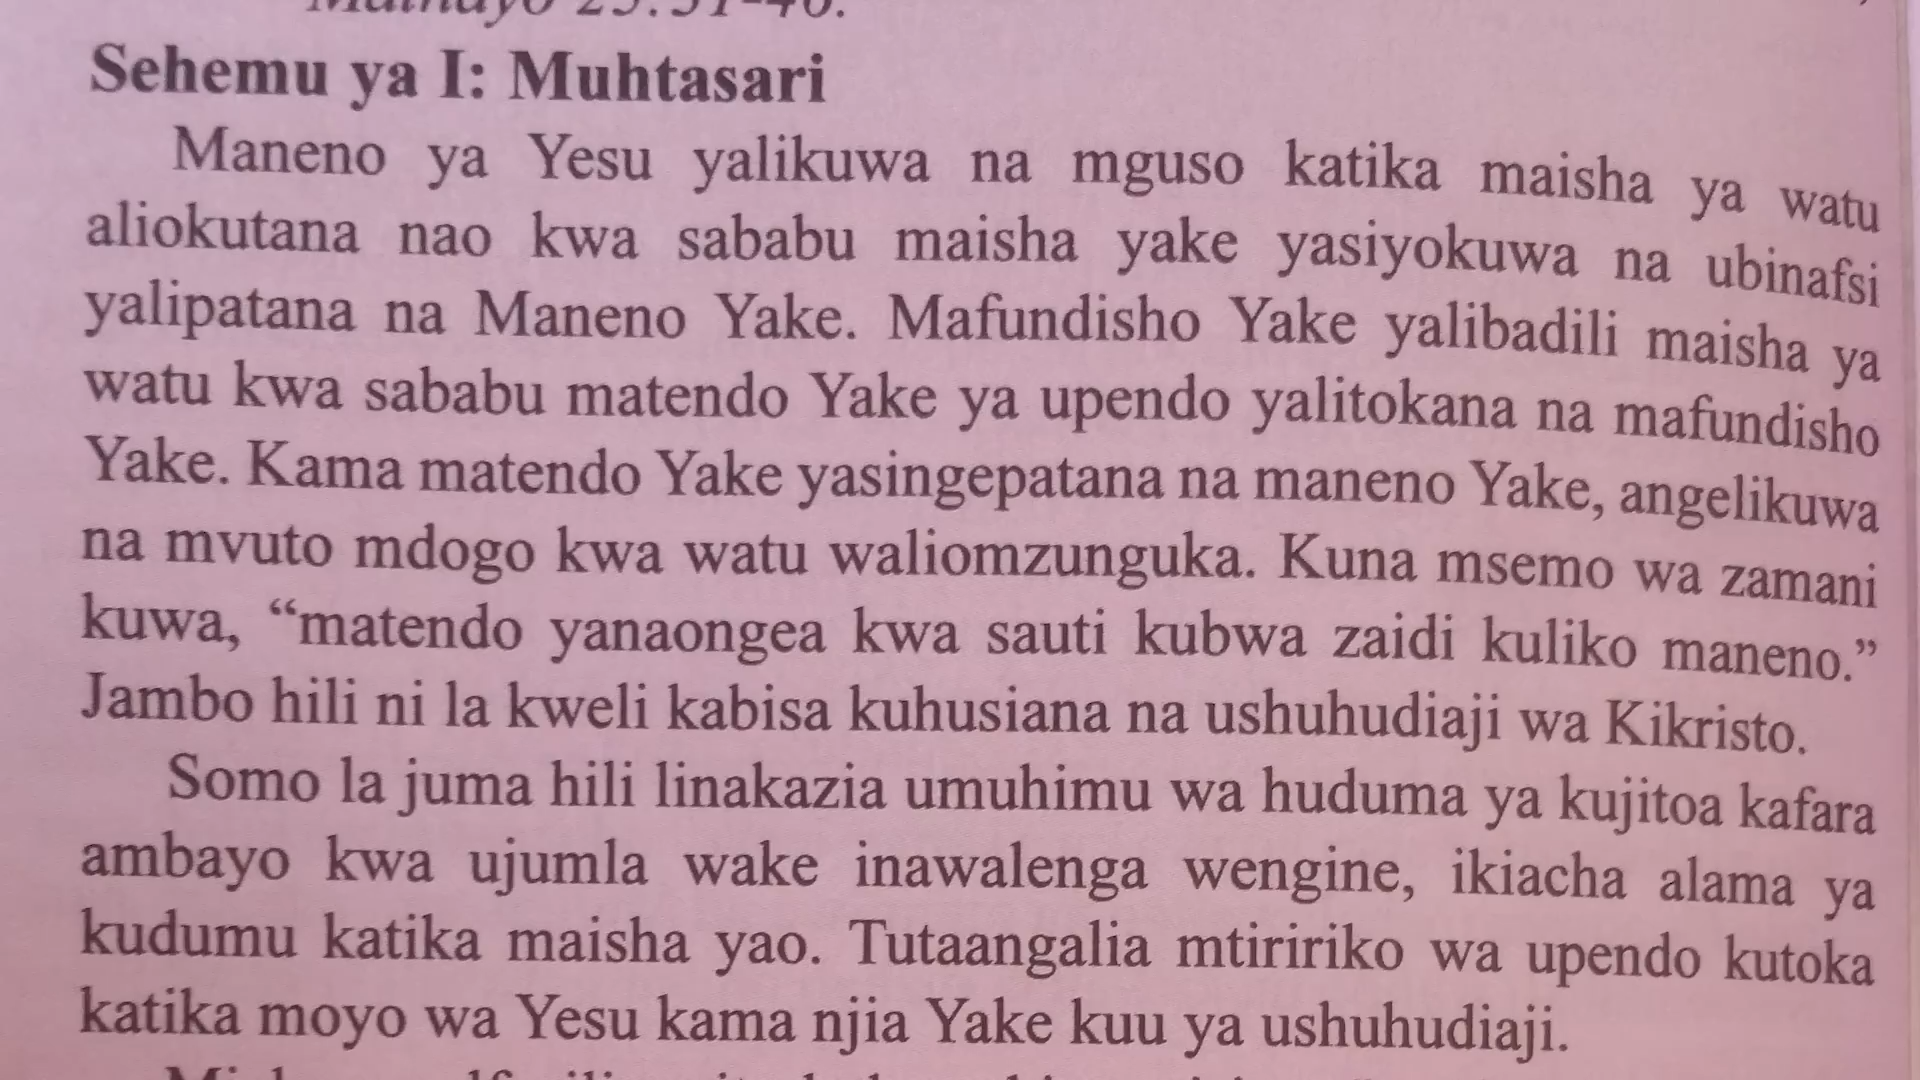 Sehemu ya I: Muhtasari
Maneno ya Yesu yalikuwa na mguso katika maisha ya watu
aliokutana nao kwa sababu maisha yake yasiyokuwa na ubinafsi
yalipatana na Maneno Yake. Mafundisho Yake yalibadili maisha ya
watu kwa sababu matendo Yake ya upendo yalitokana na mafundisho
Yake. Kama matendo Yake yasingepatana na maneno Yake, angelikuwa
na mvuto mdogo kwa watu waliomzunguka. Kuna msemo wa zamani
kuwa, “matendo yanaongea kwa sauti kubwa zaidi kuliko maneno.”
Jambo hili ni la kweli kabisa kuhusiana na ushuhudiaji wa Kikristo.
Somo la juma hili linakazia umuhimu wa huduma ya kujitoa kafara
ambayo kwa ujumla wake inawalenga wengine, ikiacha alama ya
kudumu katika maisha yao. Tutaangalia mtiririko wa upendo kutoka
katika moyo wa Yesu kama njia Yake kuu ya ushuhudiaji.